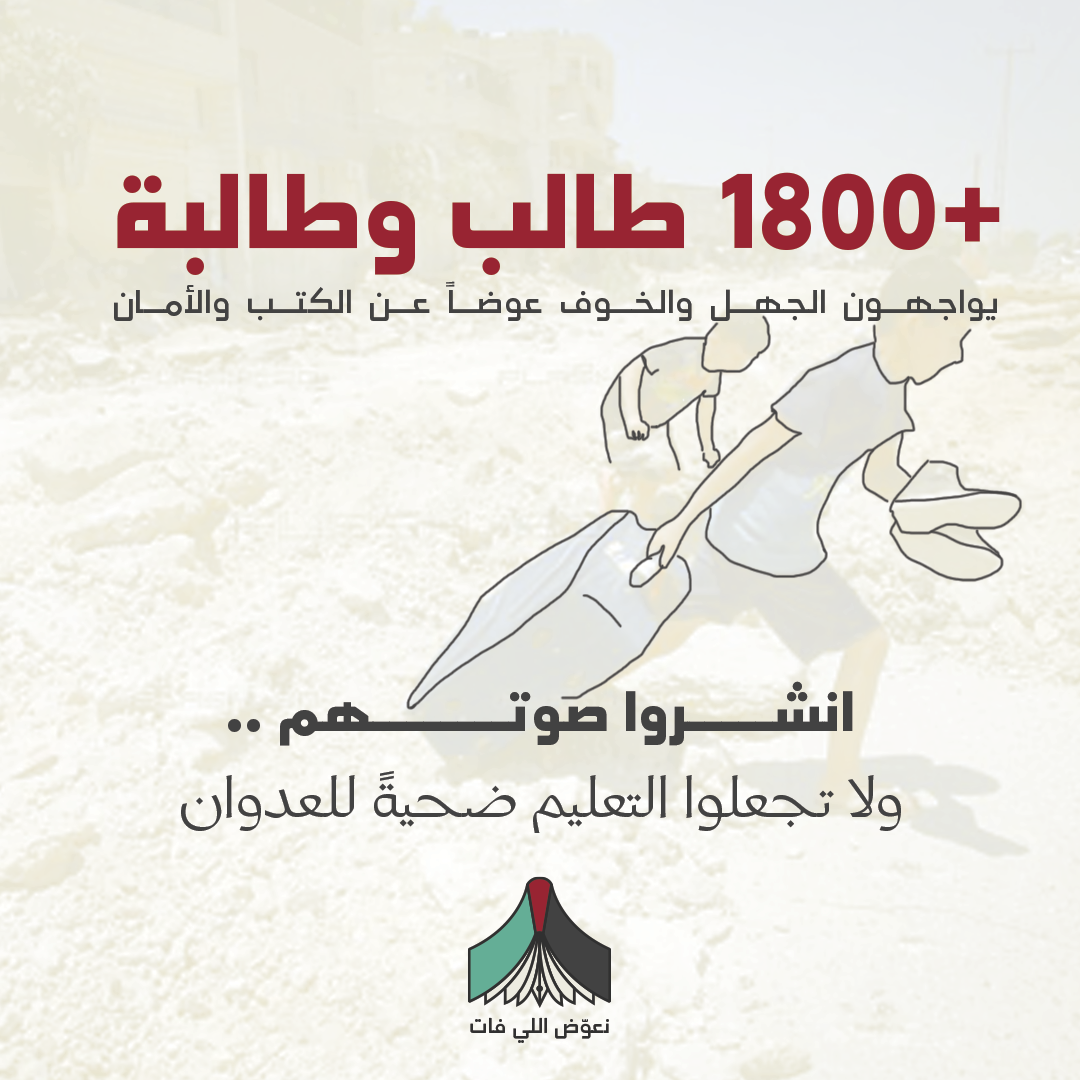 +1800 طالب وطالبة
يواجهون الجهل والخوف عوضاً عن الكتب والأمان
انشروا صوتهم ..
ولا تجعلوا التعليم ضحيةً للعدوان
نعوّض اللي فات